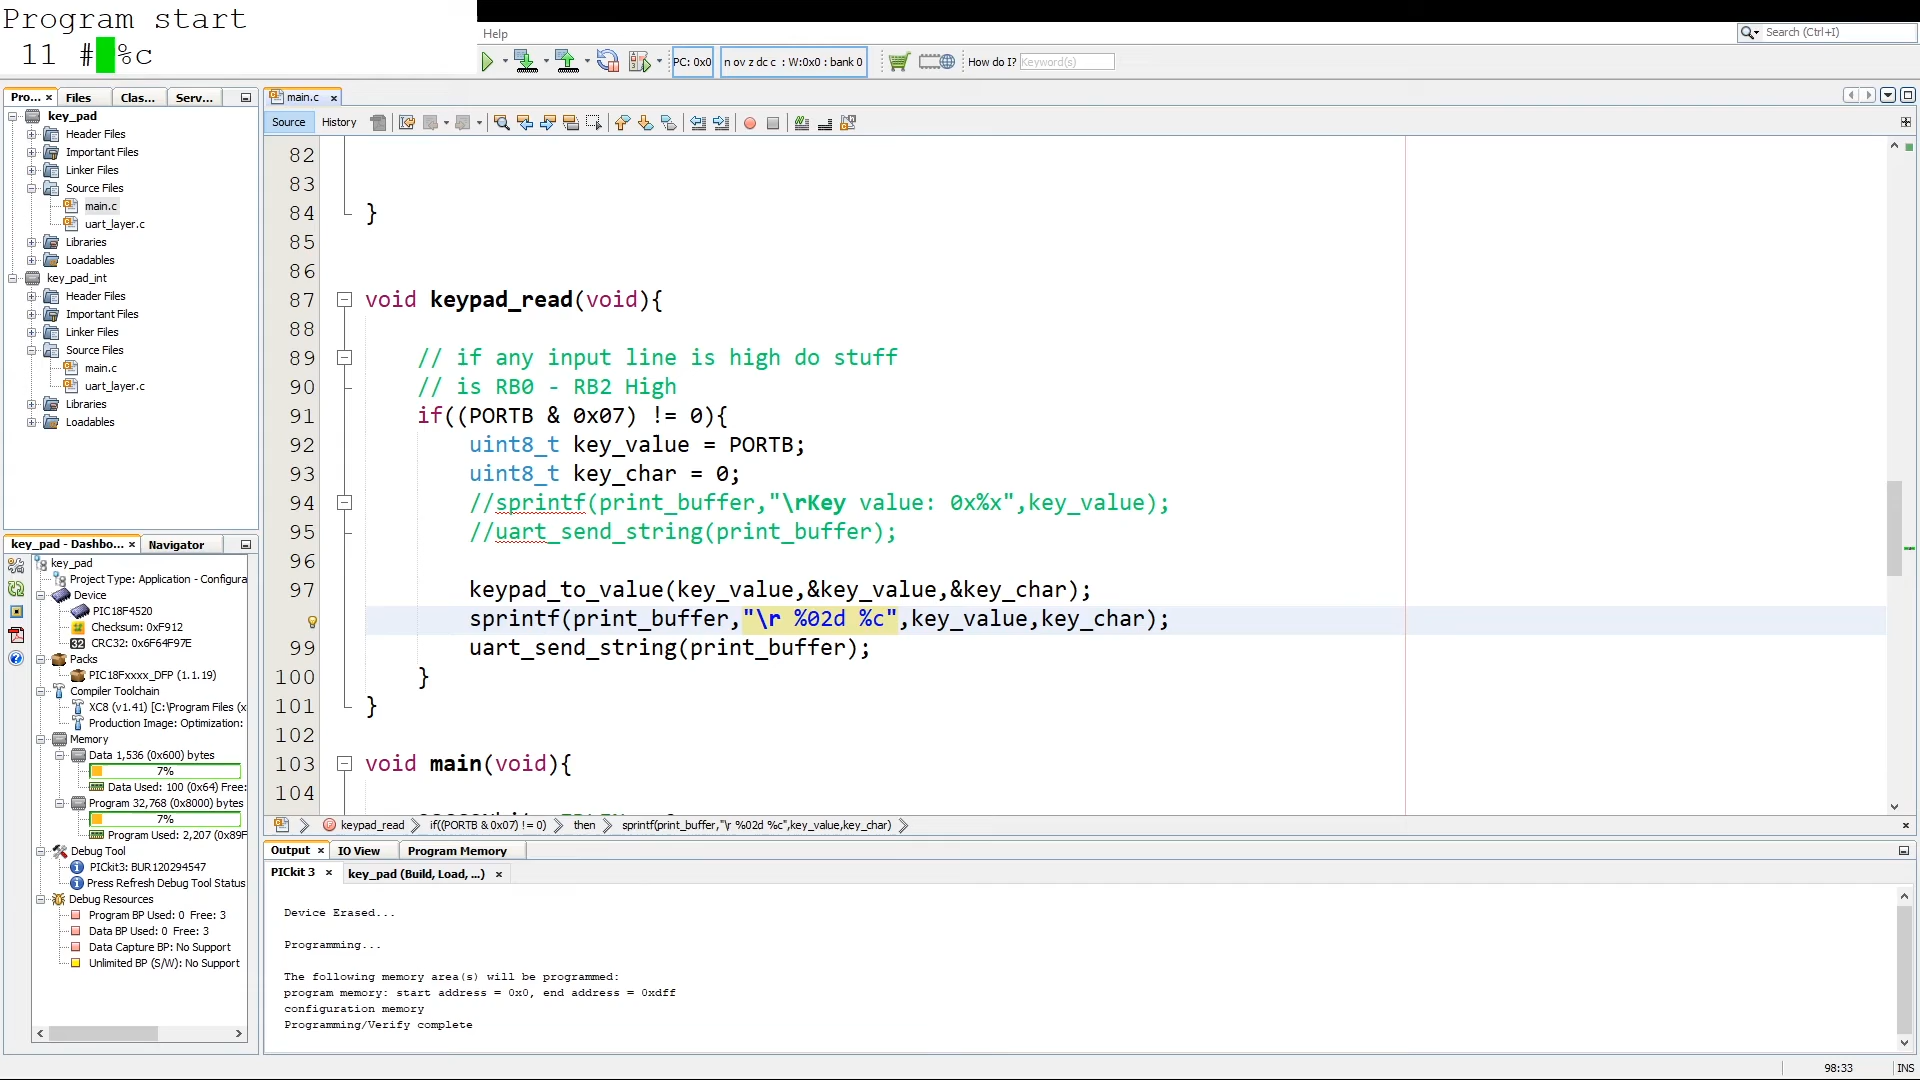 Program start
11 # %c
Help
Search (Ctrl+I)
PC: 0x0
n ov z dc c : W:0x0 : bank 0
How do I?
Keyword(s)
Pro...
Files
Clas...
Serv...
main.c
Source
History
key_pad
Header Files
Important Files
Linker Files
Source Files
main.c
uart_layer.c
Libraries
Loadables
key_pad_int
Header Files
Important Files
Linker Files
Source Files
main.c
uart_layer.c
Libraries
Loadables
82
83
84 }
85
86
87 void keypad_read(void){
88
89 // if any input line is high do stuff
90 // is RB0 - RB2 High
91 if((PORTB & 0x07) != 0){
92 uint8_t key_value = PORTB;
93 uint8_t key_char = 0;
94 //sprintf(print_buffer,"\rKey value: 0x%x",key_value);
95 //uart_send_string(print_buffer);
96
97 keypad_to_value(key_value,&key_value,&key_char);
sprintf(print_buffer,"\r %02d %c",key_value,key_char);
99 uart_send_string(print_buffer);
100 }
101 }
102
103 void main(void){
104
keypad_read
if((PORTB & 0x07) != 0)
then
sprintf(print_buffer,"\r %02d %c",key_value,key_char)
key_pad - Dashbo...
Navigator
key_pad
Project Type: Application - Configura
Device
PIC18F4520
Checksum: 0xF912
CRC32: 0x6F64F97E
Packs
PIC18Fxxxx_DFP (1.1.19)
Compiler Toolchain
XC8 (v1.41) [C:\Program Files (x
Production Image: Optimization:
Memory
Data 1,536 (0x600) bytes
7%
Data Used: 100 (0x64) Free:
Program 32,768 (0x8000) bytes
7%
Program Used: 2,207 (0x89F
Debug Tool
PICkit3: BUR120294547
Press Refresh Debug Tool Status
Debug Resources
Program BP Used: 0 Free: 3
Data BP Used: 0 Free: 3
Data Capture BP: No Support
Unlimited BP (S/W): No Support
Output
IO View
Program Memory
PICkit 3
key_pad (Build, Load, ...)
Device Erased...
Programming...
The following memory area(s) will be programmed:
program memory: start address = 0x0, end address = 0xdff
configuration memory
Programming/Verify complete
98:33
INS